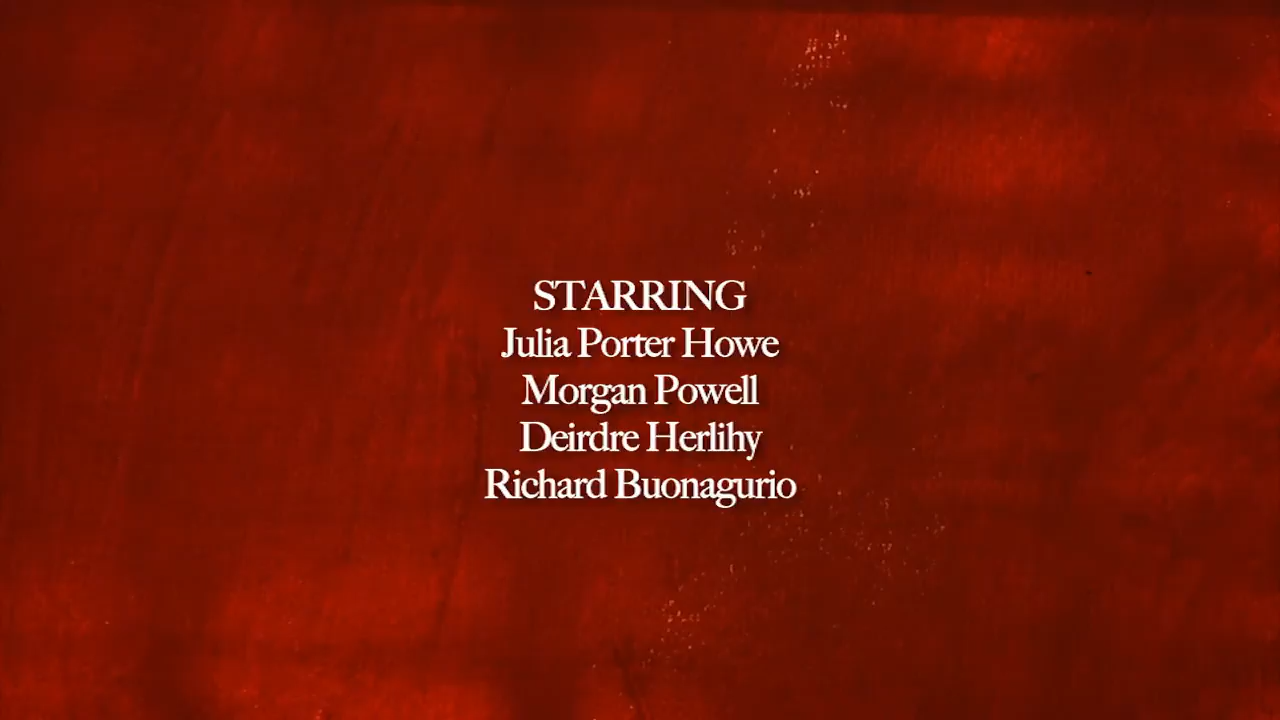 STARRING
Julia Porter Howe
Morgan Powell
Deirdre Herlihy
Richard Buonagurio